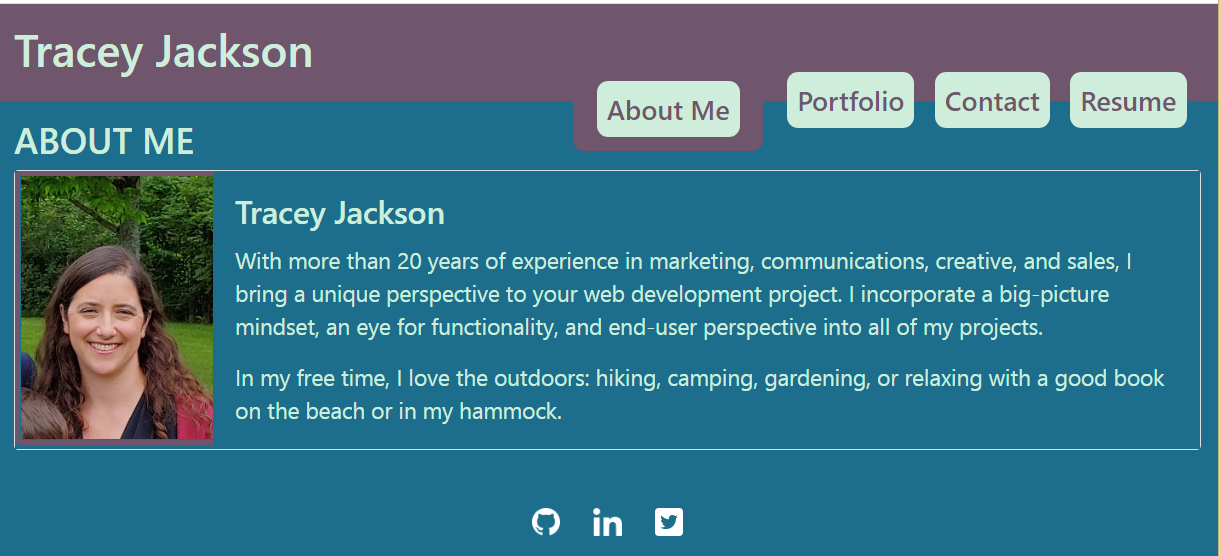 Tracey Jackson
About Me
Portfolio
Contact
Resume
ABOUT ME
Tracey Jackson
With more than 20 years of experience in marketing, communications, creative, and sales, I
bring a unique perspective to your web development project. I incorporate a big-picture
mindset, an eye for functionality, and end-user perspective into all of my projects.
In my free time, I love the outdoors: hiking, camping, gardening, or relaxing with a good book
on the beach or in my hammock.
in